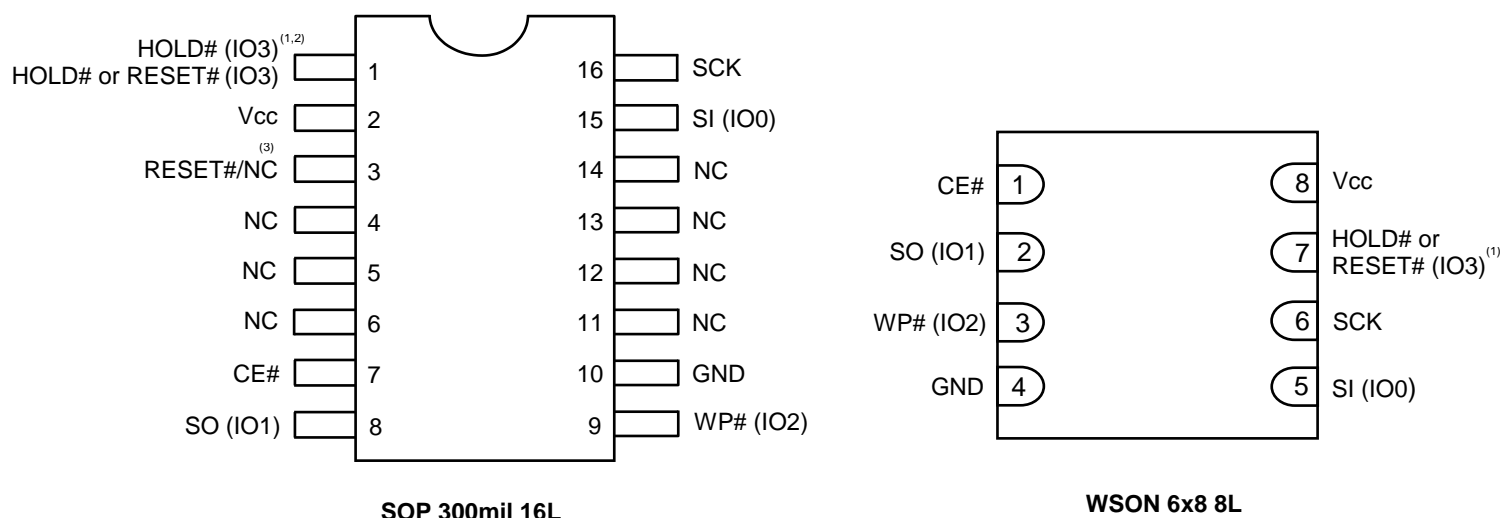 HOLD# (IO3)(1,2)
HOLD# or RESET# (IO3)
1
16
SCK
Vcc
2
15
SI (IO0)
RESET#/NC(3)
3
14
NC
NC
4
13
NC
NC
5
12
NC
NC
6
11
NC
CE#
7
10
GND
SO (IO1)
8
9
WP# (IO2)
SOP 300mil 16L
CE#
1
8
Vcc
SO (IO1)
2
7
HOLD# or
RESET# (IO3)(1)
WP# (IO2)
3
6
SCK
GND
4
5
SI (IO0)
WSON 6x8 8L